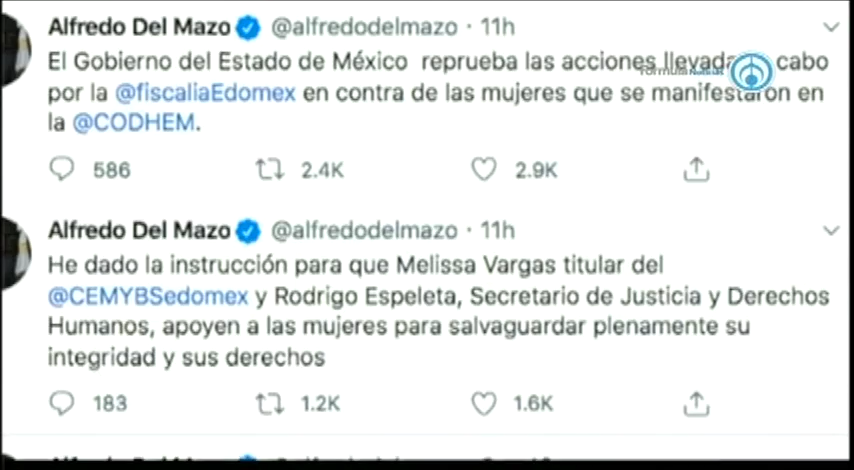 Alfredo Del Mazo @alfredodelmazo · 11h
El Gobierno del Estado de México reprueba las acciones cabo
por la @fiscaliaEdomex en contra de las mujeres que se manifestaron en
la @CODHEM.
586 2.4K 2.9K
Alfredo Del Mazo @alfredodelmazo · 11h
He dado la instrucción para que Melissa Vargas titular del
@CEMYBSedomex y Rodrigo Espeleta, Secretario de Justicia y Derechos
Humanos, apoyen a las mujeres para salvaguardar plenamente su
integridad y sus derechos
183 1.2K 1.6K